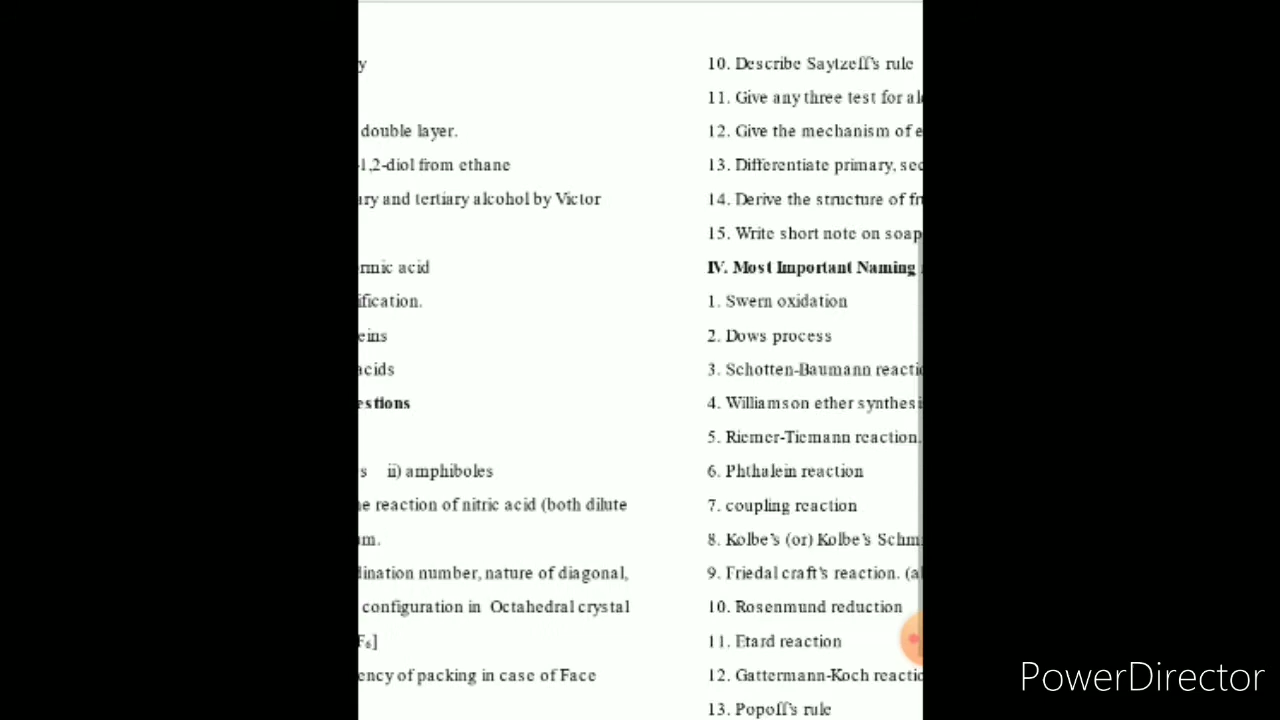 y
double layer.
-1,2-diol from ethane
ary and tertiary alcohol by Victor
rmic acid
ification.
eins
acids
estions
s ii) amphiboles
e reaction of nitric acid (both dilute
m.
dination number, nature of diagonal,
configuration in Octahedral crystal
F₆]
ency of packing in case of Face
10. Describe Saytzeff's rule
11. Give any three test for al
12. Give the mechanism of e
13. Differentiate primary, sec
14. Derive the structure of fr
15. Write short note on soap
IV. Most Important Naming
1. Swern oxidation
2. Dows process
3. Schotten-Baumann reactio
4. Williamson ether synthesi
5. Riemer-Tiemann reaction.
6. Phthalein reaction
7. coupling reaction
8. Kolbe's (or) Kolbe's Schm
9. Friedal craft's reaction. (al
10. Rosenmund reduction
11. Etard reaction
12. Gattermann-Koch reactio
13. Popoff's rule
PowerDirector